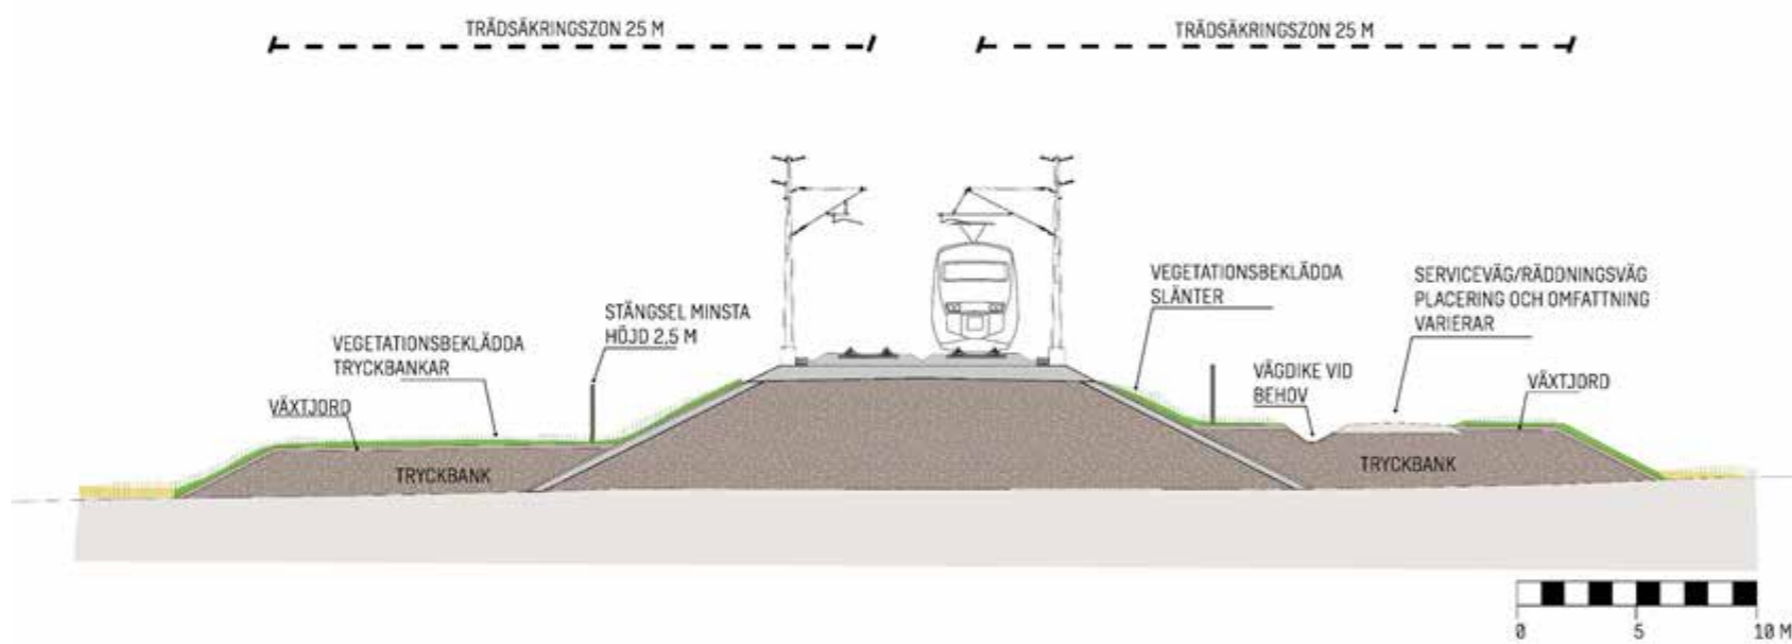 TRÄDSÄKRINGSZON 25 M
TRÄDSÄKRINGSZON 25 M
STÄNGSEL MINSTA
HÖJD 2,5 M
VEGETATIONSBEKLÄDDA
TRYCKBANKAR
VÄXTJORD
TRYCKBANK
VEGETATIONSBEKLÄDDA
SLÄNTER
SERVICEVÄG/RÄDDNINGSVÄG
PLACERING OCH OMFATTNING
VARIERAR
VÄGDIKE VID
BEHOV
VÄXTJORD
TRYCKBANK
0 5 10 M